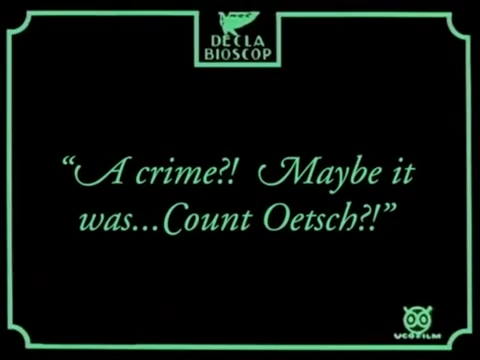 DECLA
BIOSCOP
“A crime?! Maybe it
was...Count Oetsch?!”
UCOFILM